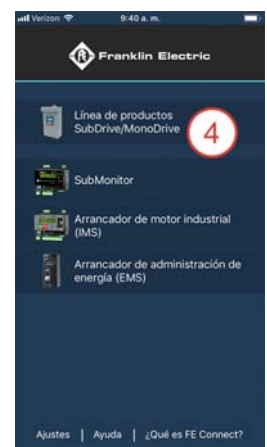 Verizon 9:40 a. m.
Franklin Electric
Línea de productos
SubDrive/MonoDrive
4
SubMonitor
Arrancador de motor industrial
(IMS)
Arrancador de administración de
energía (EMS)
Ajustes | Ayuda | ¿Qué es FE Connect?